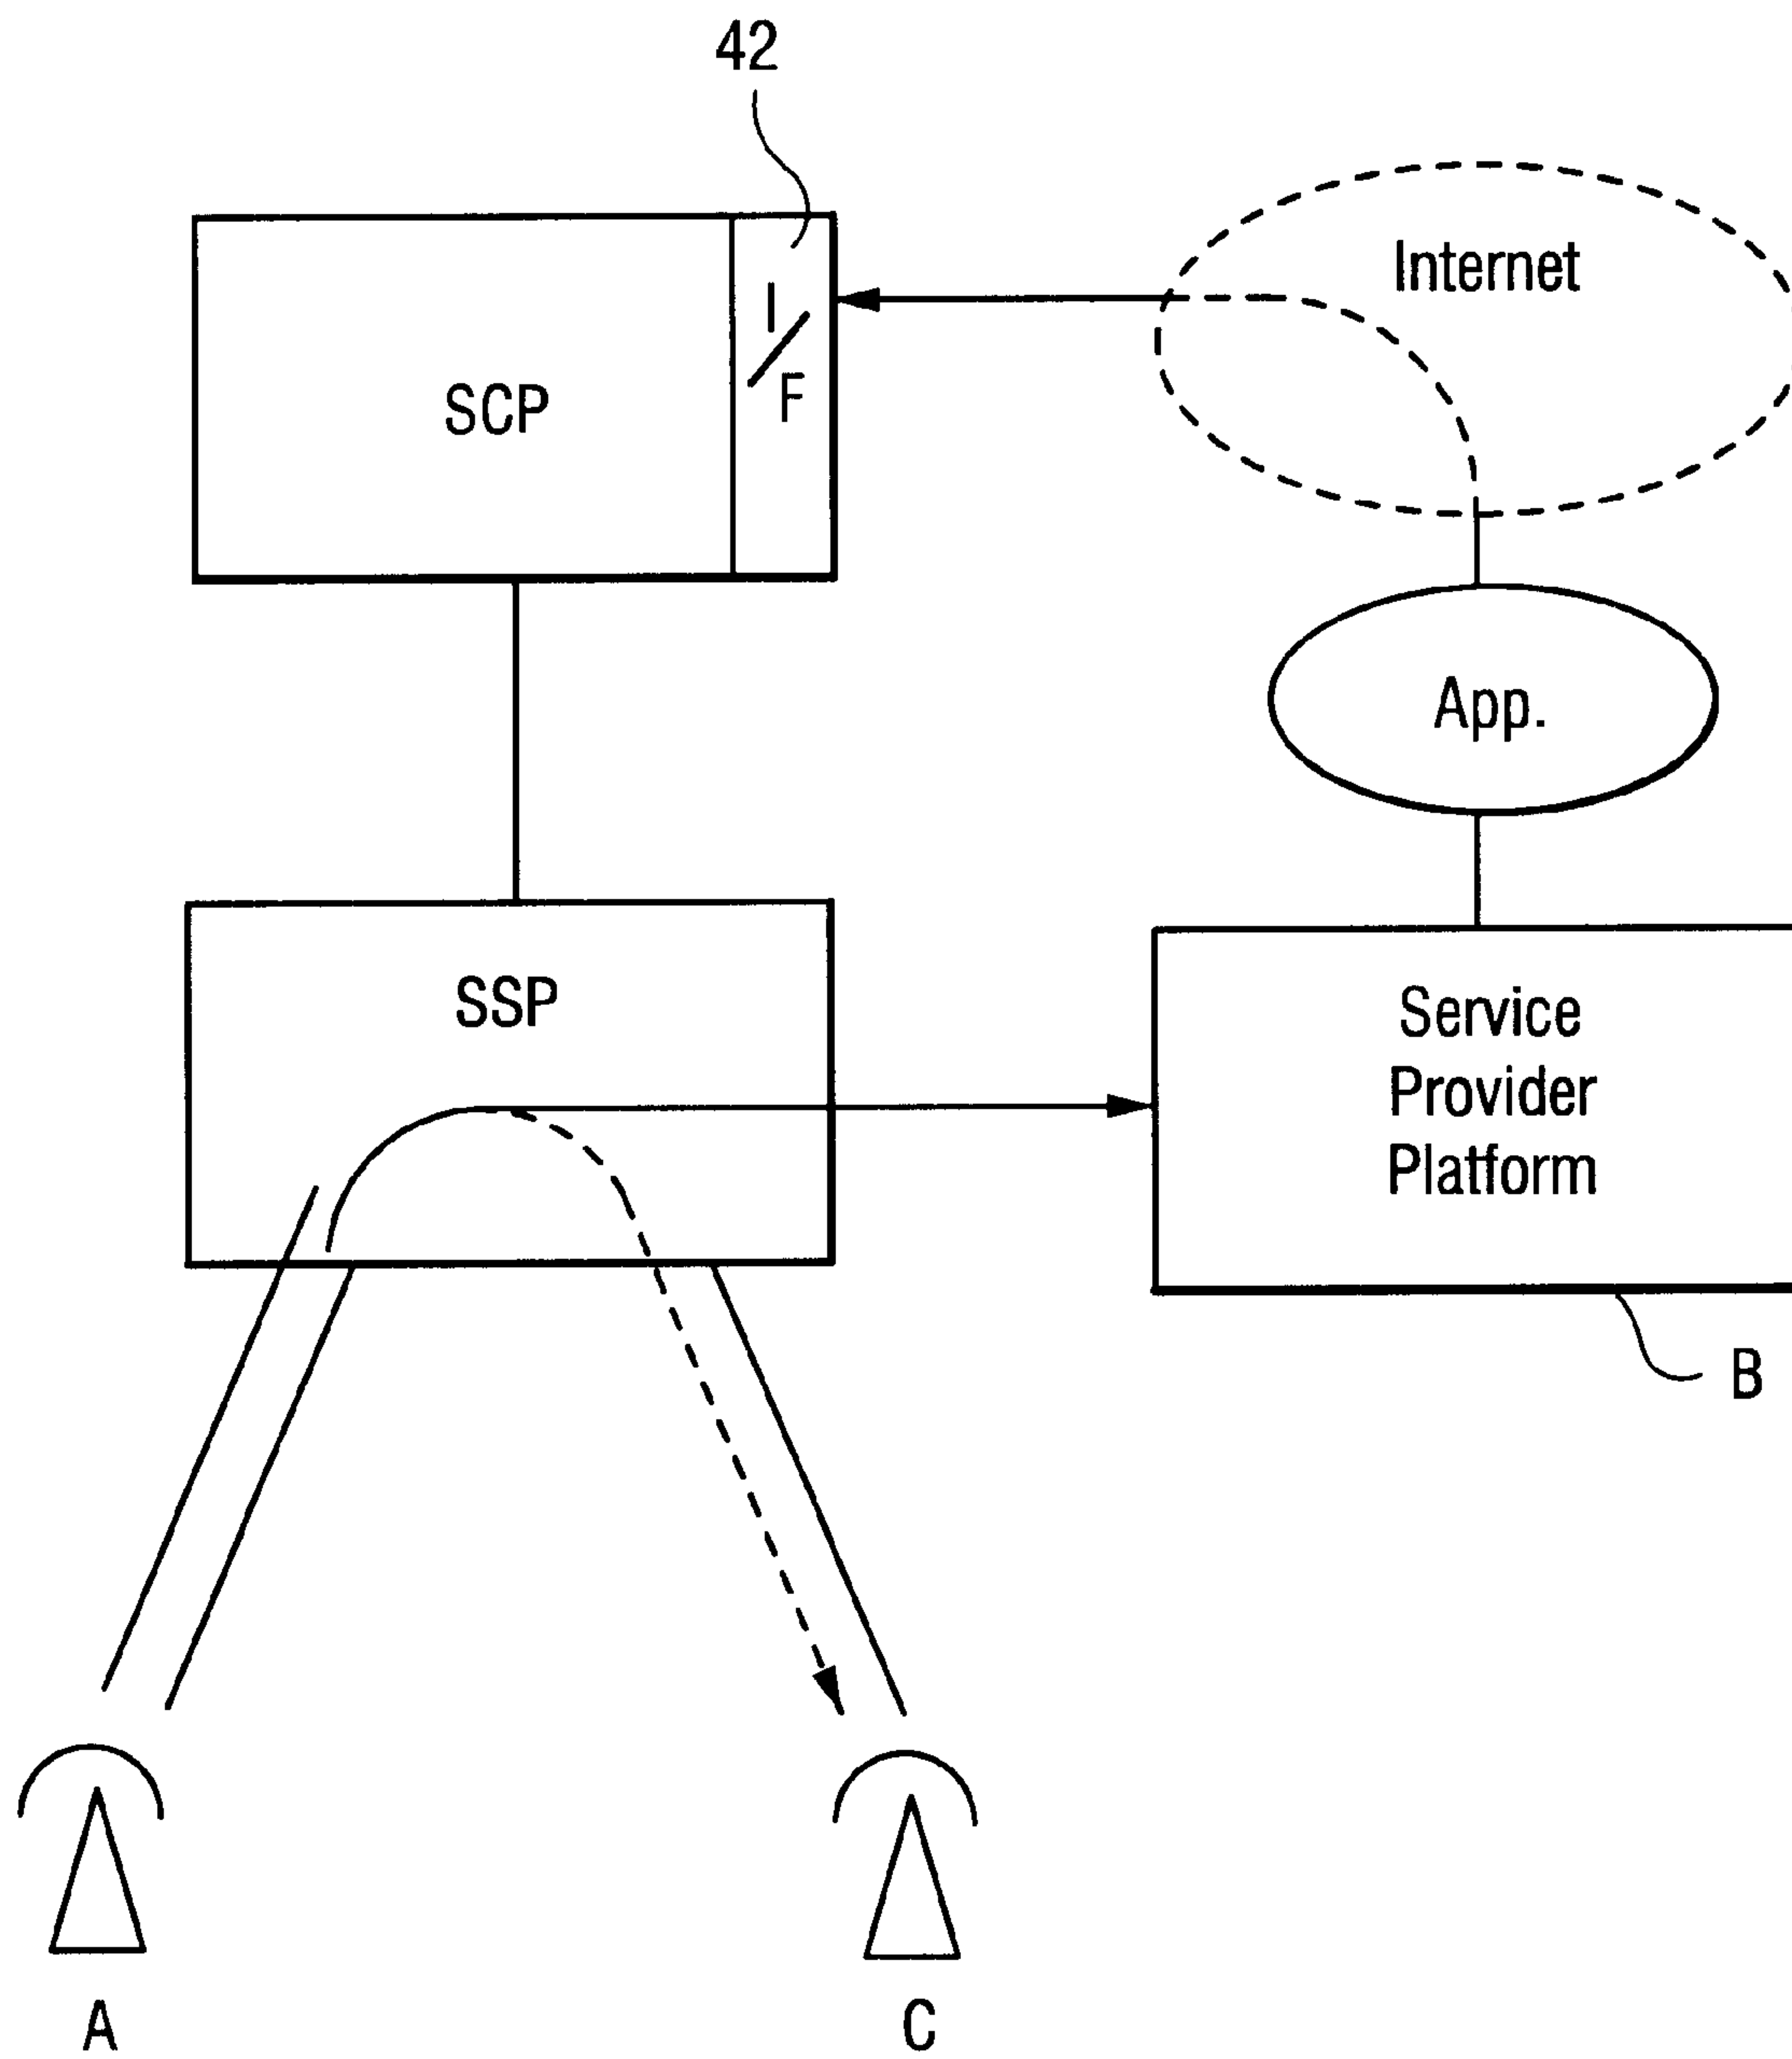 42
Internet
I/F
SCP
App.
SSP
Service
Provider
Platform
B
A
C